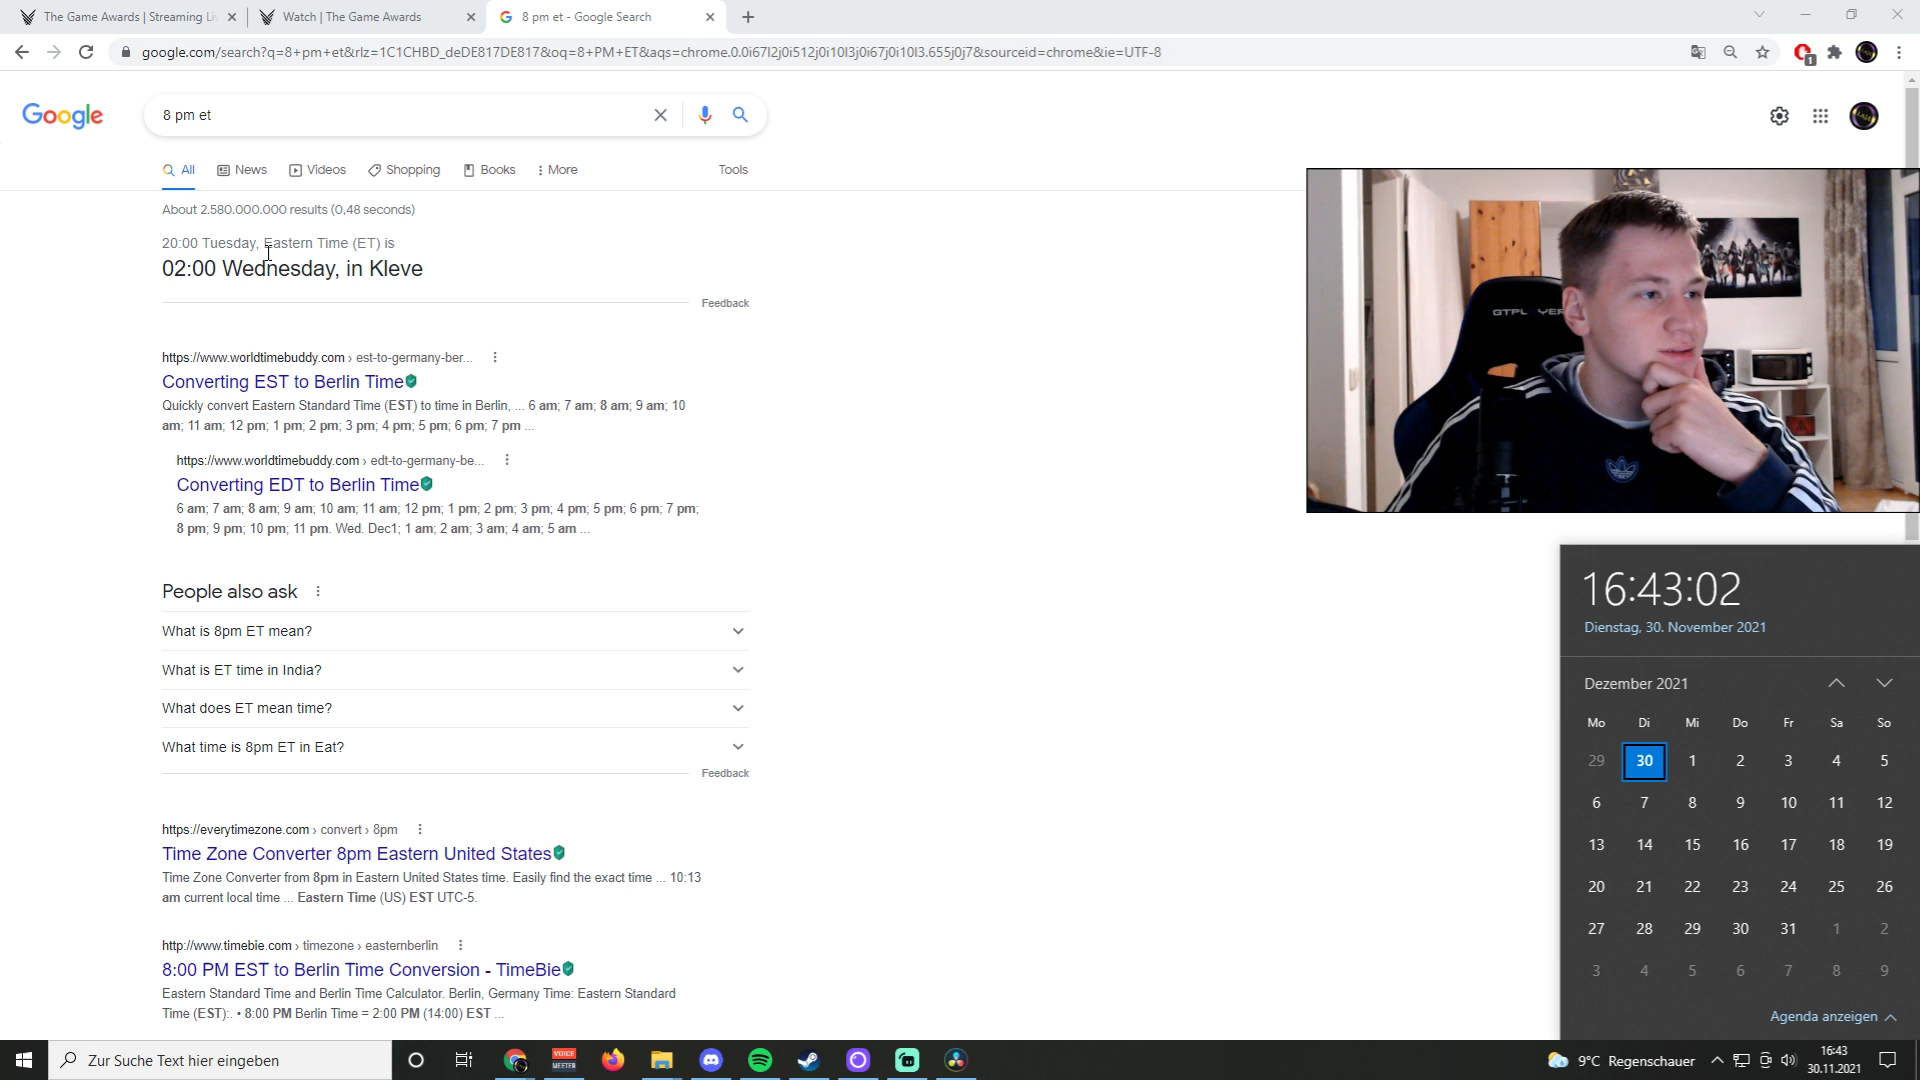 The Game Awards | Streaming Li
Watch | The Game Awards
8 pm et - Google Search
google.com/search?q=8+pm+et&rlz=1C1CHBD_deDE817DE817&oq=8+PM+ET&aqs=chrome.0.0i67l2j0i512j0i10l3j0i67j0i10l3.655j0j7&sourceid=chrome&ie=UTF-8
1
Google
8 pm et
All
News
Videos
Shopping
Books
More
Tools
About 2.580.000.000 results (0,48 seconds)
20:00 Tuesday, Eastern Time (ET) is
02:00 Wednesday, in Kleve
Feedback
https://www.worldtimebuddy.com › est-to-germany-ber...
Converting EST to Berlin Time
Quickly convert Eastern Standard Time (EST) to time in Berlin, ... 6 am; 7 am; 8 am; 9 am; 10
am; 11 am; 12 pm; 1 pm; 2 pm; 3 pm; 4 pm; 5 pm; 6 pm; 7 pm ...
https://www.worldtimebuddy.com › edt-to-germany-be...
Converting EDT to Berlin Time
6 am; 7 am; 8 am; 9 am; 10 am; 11 am; 12 pm; 1 pm; 2 pm; 3 pm; 4 pm; 5 pm; 6 pm; 7 pm;
8 pm; 9 pm; 10 pm; 11 pm. Wed. Dec1; 1 am; 2 am; 3 am; 4 am; 5 am ...
People also ask
What is 8pm ET mean?
What is ET time in India?
What does ET mean time?
What time is 8pm ET in Eat?
Feedback
https://everytimezone.com › convert › 8pm
Time Zone Converter 8pm Eastern United States
Time Zone Converter from 8pm in Eastern United States time. Easily find the exact time ... 10:13
am current local time ... Eastern Time (US) EST UTC-5.
http://www.timebie.com › timezone › easternberlin
8:00 PM EST to Berlin Time Conversion - TimeBie
Eastern Standard Time and Berlin Time Calculator. Berlin, Germany Time: Eastern Standard
Time (EST):. • 8:00 PM Berlin Time = 2:00 PM (14:00) EST ...
GTPL
16:43:02
Dienstag, 30. November 2021
Dezember 2021
Mo Di Mi Do Fr Sa So
29 30 1 2 3 4 5
6 7 8 9 10 11 12
13 14 15 16 17 18 19
20 21 22 23 24 25 26
27 28 29 30 31 1 2
3 4 5 6 7 8 9
Agenda anzeigen
Zur Suche Text hier eingeben
VOICE
MEETER
9°C Regenschauer
16:43
30.11.2021